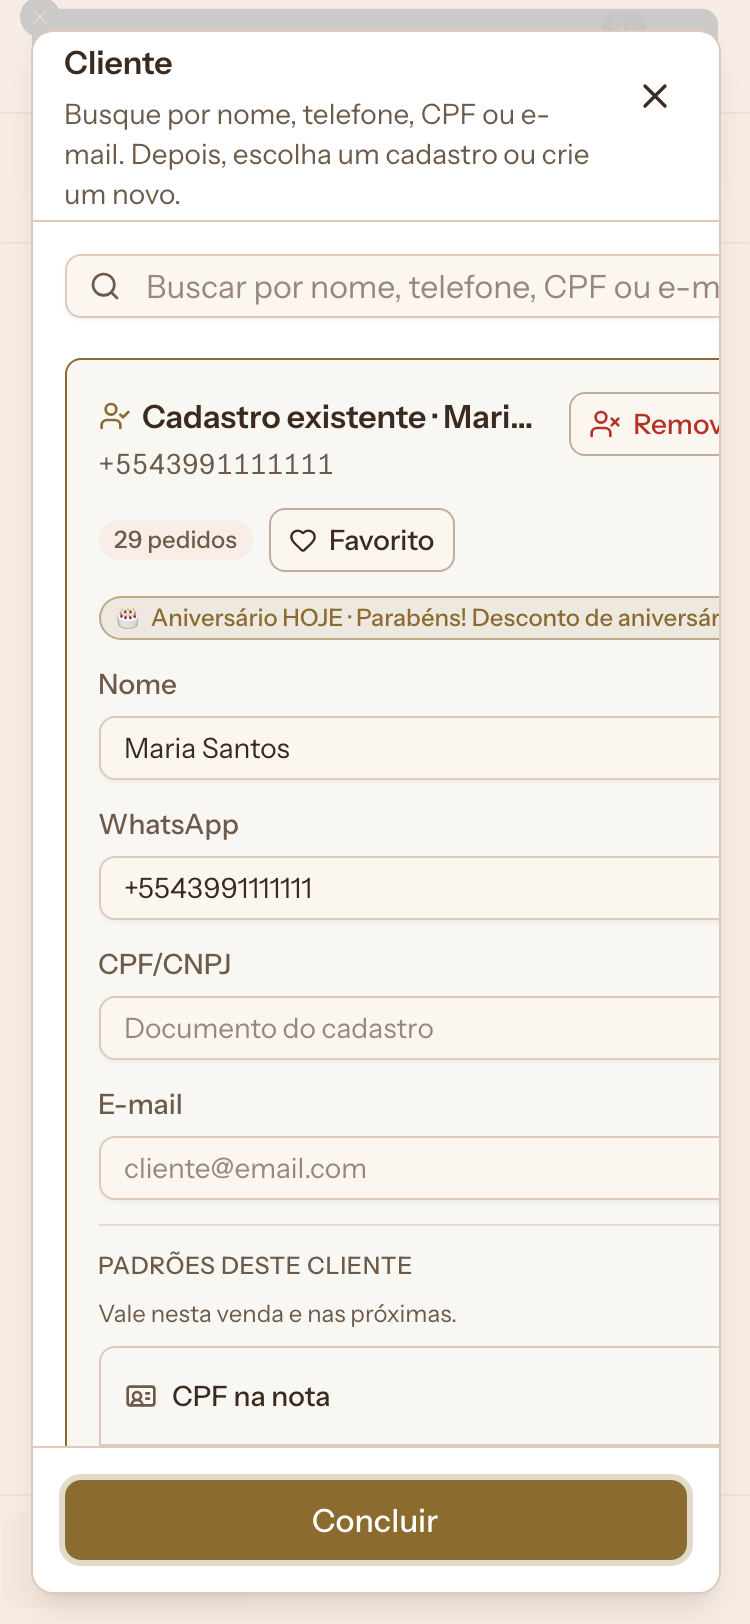 Cliente
Busque por nome, telefone, CPF ou e-
mail. Depois, escolha um cadastro ou crie
um novo.
Buscar por nome, telefone, CPF ou e-m
Cadastro existente · Mari...
Remov
+5543991111111
29 pedidos
Favorito
Aniversário HOJE · Parabéns! Desconto de aniversár
Nome
Maria Santos
WhatsApp
+5543991111111
CPF/CNPJ
Documento do cadastro
E-mail
cliente@email.com
PADRÕES DESTE CLIENTE
Vale nesta venda e nas próximas.
CPF na nota
Concluir